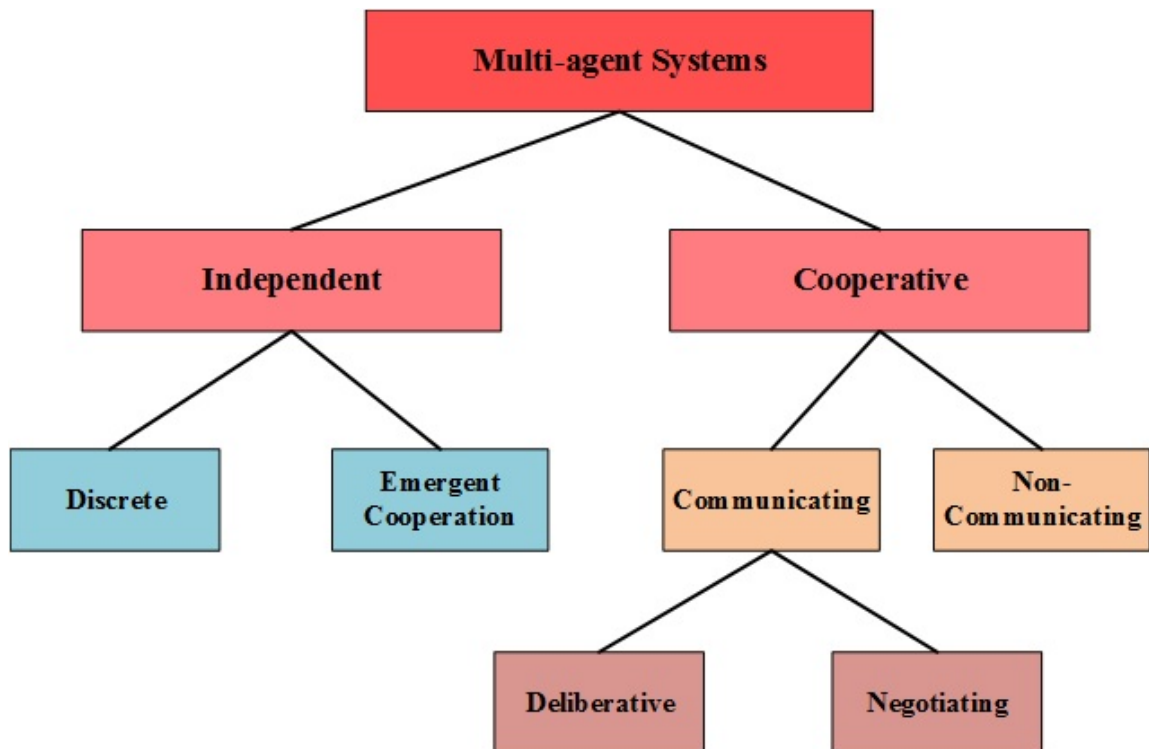 Multi-agent Systems
Independent
Cooperative
Discrete
Emergent
Cooperation
Communicating
Non-
Communicating
Deliberative
Negotiating